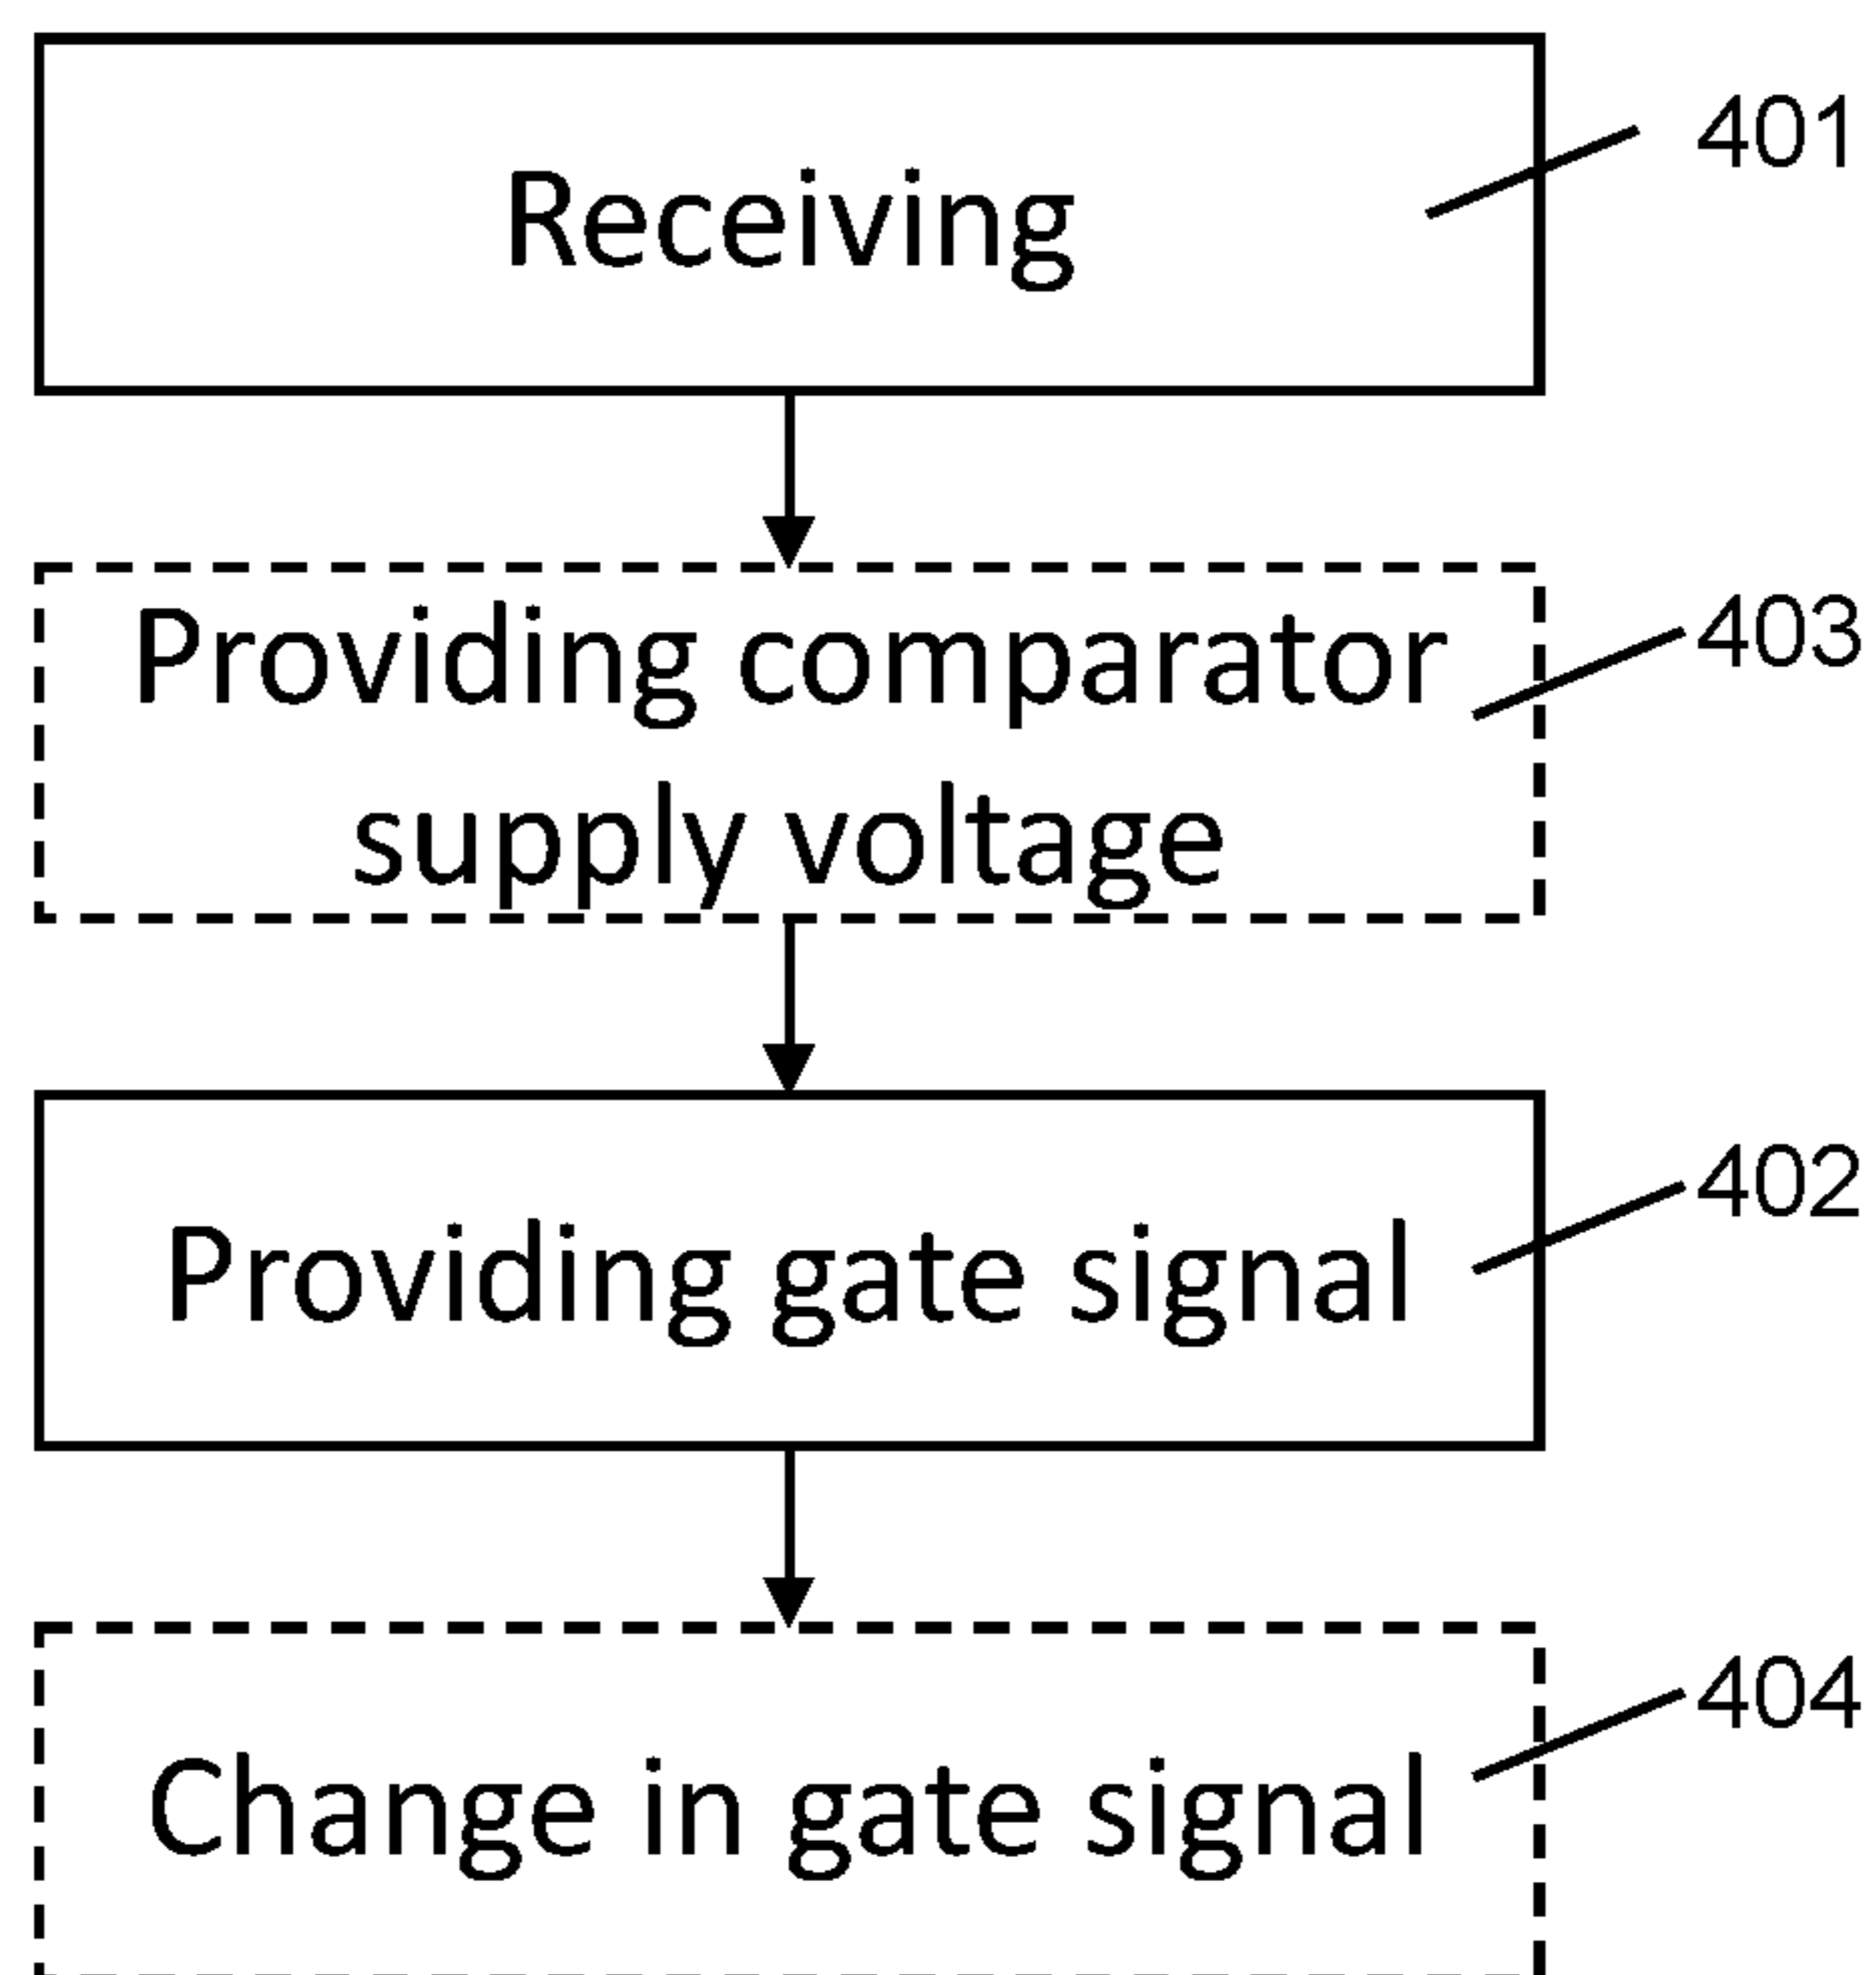 Receiving
401
Providing comparator
supply voltage
403
Providing gate signal
402
Change in gate signal
404